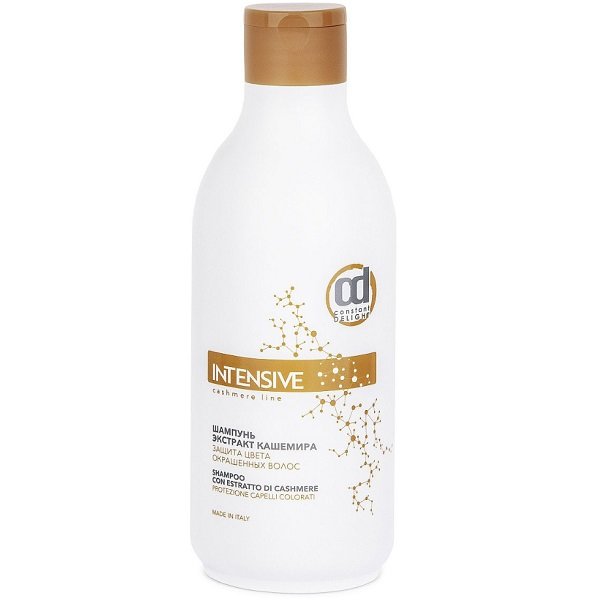 cd
constant
DELIGHT
INTENSIVE
cashmere line
ШАМПУНЬ
ЭКСТРАКТ КАШЕМИРА
ЗАЩИТА ЦВЕТА
ОКРАШЕННЫХ ВОЛОС
SHAMPOO
CON ESTRATTO DI CASHMERE
PROTEZIONE CAPELLI COLORATI
MADE IN ITALY